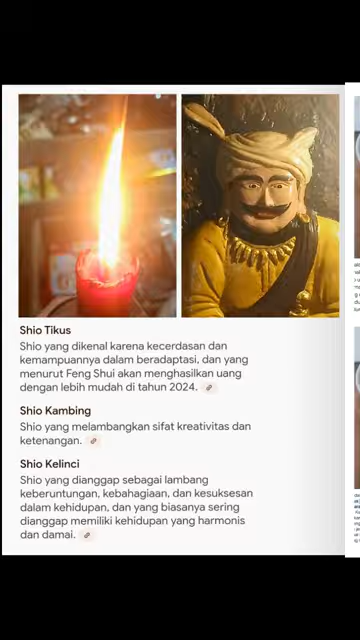 Shio Tikus
Shio yang dikenal karena kecerdasan dan
kemampuannya dalam beradaptasi, dan yang
menurut Feng Shui akan menghasilkan uang
dengan lebih mudah di tahun 2024.
Shio Kambing
Shio yang melambangkan sifat kreativitas dan
ketenangan.
Shio Kelinci
Shio yang dianggap sebagai lambang
keberuntungan, kebahagiaan, dan kesuksesan
dalam kehidupan, dan yang biasanya sering
dianggap memiliki kehidupan yang harmonis
dan damai.